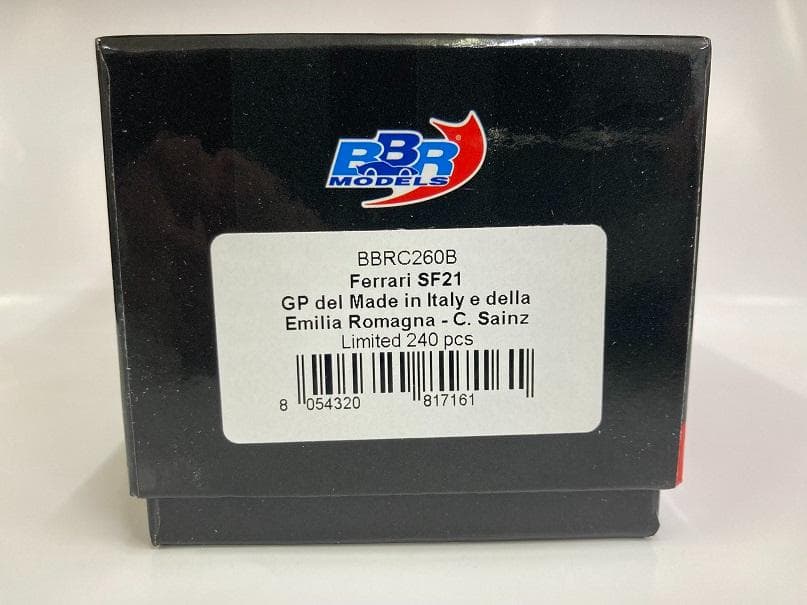 BBR
MODELS
BBRC260B
Ferrari SF21
GP del Made in Italy e della
Emilia Romagna - C. Sainz
Limited 240 pcs
8 054320 817161